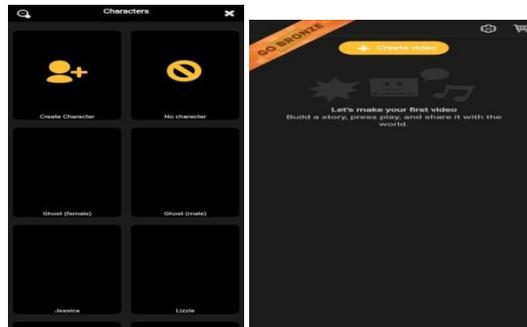 Characters
Create Character
No character
Ghost (female)
Ghost (male)
Jessica
Lizzie
GO BRONZE
Create video
Let's make your first video
Build a story, press play, and share it with the
world.